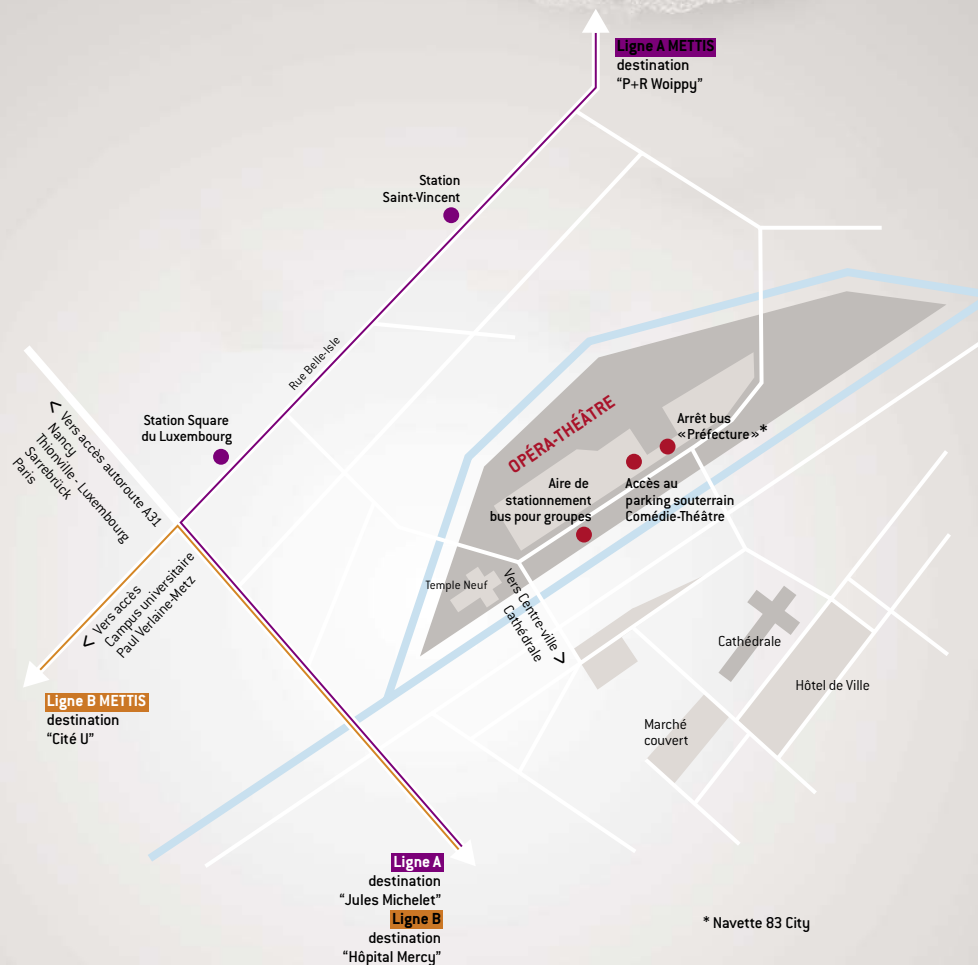 Ligne A METTIS
destination
“P+R Woippy”
Station
Saint-Vincent
Rue Belle-Isle
Station Square
du Luxembourg
< Vers accès autoroute A31
Nancy
Thionville - Luxembourg
Sarrebrück
Paris
OPÉRA-THÉÂTRE
Arrêt bus
«Préfecture»*
Aire de
stationnement
bus pour groupes
Accès au
parking souterrain
Comédie-Théâtre
Temple Neuf
Vers Centre-ville
Cathédrale >
< Vers accès
Campus universitaire
Paul Verlaine-Metz
Cathédrale
Hôtel de Ville
Marché
couvert
Ligne B METTIS
destination
“Cité U”
Ligne A
destination
“Jules Michelet”
Ligne B
destination
“Hôpital Mercy”
* Navette 83 City